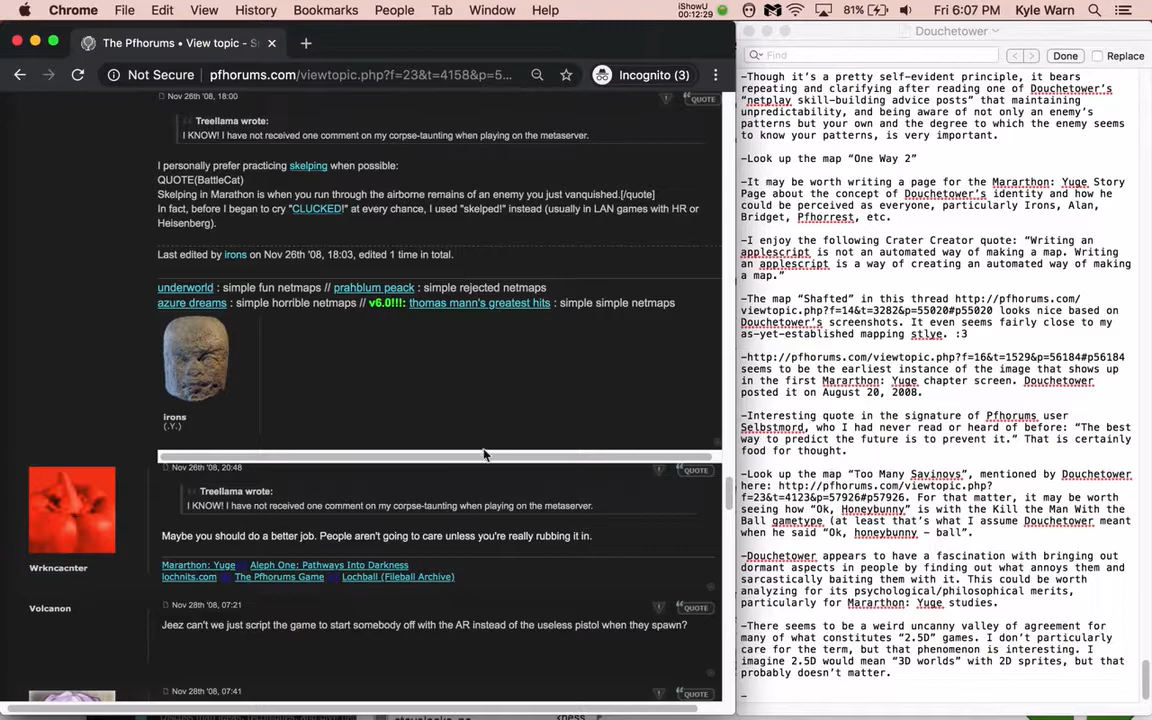 Chrome File Edit View History Bookmarks People Tab Window Help
iShowU
00:12:29
81%
Fri 6:07 PM Kyle Warn
The Pfhorums • View topic - S
Not Secure pfhorums.com/viewtopic.php?f=23&t=4158&p=5...
Incognito (3)
Nov 26th '08, 18:00
QUOTE
Treellama wrote:
I KNOW! I have not received one comment on my corpse-taunting when playing on the metaserver.
I personally prefer practicing skelping when possible:
QUOTE(BattleCat)
Skelping in Marathon is when you run through the airborne remains of an enemy you just vanquished.[/quote]
In fact, before I began to cry "CLUCKED!" at every chance, I used "skelped!" instead (usually in LAN games with HR or
Heisenberg).
Last edited by irons on Nov 26th '08, 18:03, edited 1 time in total.
underworld : simple fun netmaps // prahblum peack : simple rejected netmaps
azure dreams : simple horrible netmaps // v6.0!!!: thomas mann's greatest hits : simple simple netmaps
irons
(.Y.)
Nov 26th '08, 20:48
QUOTE
Treellama wrote:
I KNOW! I have not received one comment on my corpse-taunting when playing on the metaserver.
Maybe you should do a better job. People aren't going to care unless you're really rubbing it in.
Mararthon: Yuge Aleph One: Pathways Into Darkness
lochnits.com The Pfhorums Game Lochball (Fileball Archive)
Wrkncacnter
Volcanon
Nov 28th '08, 07:21
QUOTE
Jeez can't we just script the game to start somebody off with the AR instead of the useless pistol when they spawn?
Nov 28th '08, 07:41
QUOTE
Douchetower
Find
Done
Replace
-Though it's a pretty self-evident principle, it bears
repeating and clarifying after reading one of Douchetower's
"netplay skill-building advice posts" that maintaining
unpredictability, and being aware of not only an enemy's
patterns but your own and the degree to which the enemy seems
to know your patterns, is very important.
-Look up the map "One Way 2"
-It may be worth writing a page for the Mararthon: Yuge Story
Page about the concept of Douchetower's identity and how he
could be perceived as everyone, particularly Irons, Alan,
Bridget, Pfhorrest, etc.
-I enjoy the following Crater Creator quote: "Writing an
applescript is not an automated way of making a map. Writing
an applescript is a way of creating an automated way of making
a map."
-The map "Shafted" in this thread http://pfhorums.com/
viewtopic.php?f=14&t=3282&p=55020#p55020 looks nice based on
Douchetower's screenshots. It even seems fairly close to my
as-yet-established mapping stlye. :3
-http://pfhorums.com/viewtopic.php?f=16&t=1529&p=56184#p56184
seems to be the earliest instance of the image that shows up
in the first Mararthon: Yuge chapter screen. Douchetower
posted it on August 20, 2008.
-Interesting quote in the signature of Pfhorums user
Selbstmord, who I had never read or heard of before: "The best
way to predict the future is to prevent it." That is certainly
food for thought.
-Look up the map "Too Many Savinovs", mentioned by Douchetower
here: http://pfhorums.com/viewtopic.php?
f=23&t=4123&p=57926#p57926. For that matter, it may be worth
seeing how "Ok, Honeybunny" is with the Kill the Man With the
Ball gametype (at least that's what I assume Douchetower meant
when he said "Ok, honeybunny - ball").
-Douchetower appears to have a fascination with bringing out
dormant aspects in people by finding out what annoys them and
sarcastically baiting them with it. This could be worth
analyzing for its psychological/philosophical merits,
particularly for Mararthon: Yuge studies.
-There seems to be a weird uncanny valley of agreement for
many of what constitutes "2.5D" games. I don't particularly
care for the term, but that phenomenon is interesting. I
imagine 2.5D would mean "3D worlds" with 2D sprites, but that
probably doesn't matter.
-